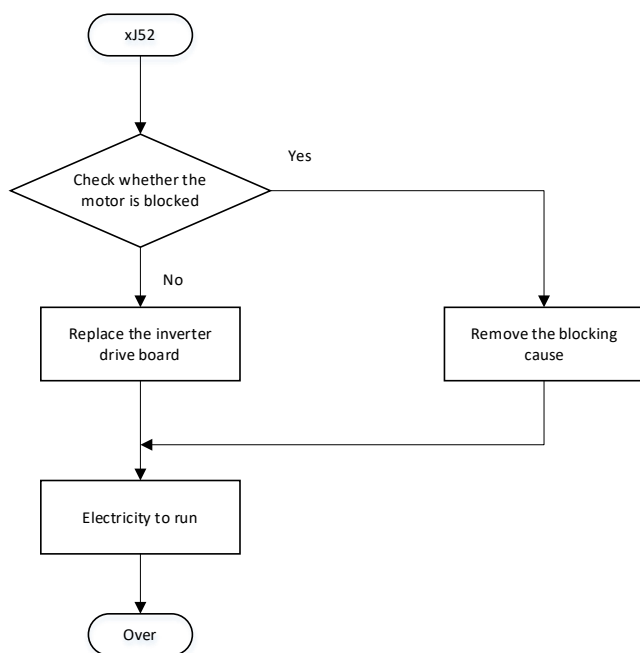 xJ52
Yes
Check whether the
motor is blocked
No
Replace the inverter
drive board
Remove the blocking
cause
Electricity to run
Over